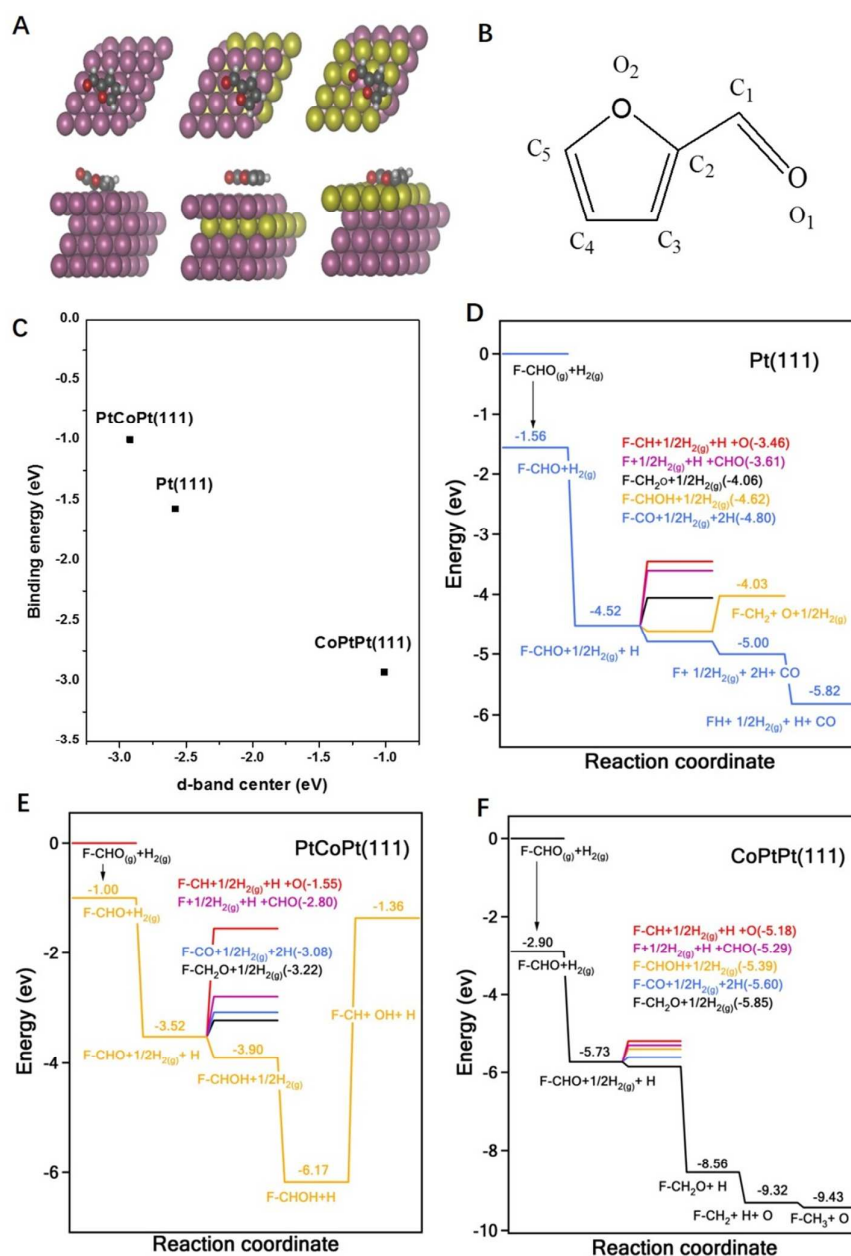 A
B
O₂
O
C₁
C₅
C₂
O
O₁
C₄
C₃
C
0.0
-0.5
-1.0
-1.5
-2.0
-2.5
-3.0
-3.5
Binding energy (eV)
PtCoPt(111)
Pt(111)
CoPtPt(111)
-3.0
-2.5
-2.0
-1.5
-1.0
d-band center (eV)
D
Pt(111)
0
-1
-2
-3
-4
-5
-6
Energy (ev)
F-CHO(g)+H2(g)
-1.56
F-CHO+H2(g)
F-CH+1/2H2(g)+H +O(-3.46)
F+1/2H2(g)+H +CHO(-3.61)
F-CH2O+1/2H2(g)(-4.06)
F-CHOH+1/2H2(g)(-4.62)
F-CO+1/2H2(g)+2H(-4.80)
-4.03
F-CH2+ O+1/2H2(g)
-4.52
F-CHO+1/2H2(g)+ H
-5.00
F+ 1/2H2(g)+ 2H+ CO
-5.82
FH+ 1/2H2(g)+ H+ CO
Reaction coordinate
E
PtCoPt(111)
0
-2
-4
-6
Energy (ev)
F-CHO(g)+H2(g)
-1.00
F-CHO+H2(g)
F-CH+1/2H2(g)+H +O(-1.55)
F+1/2H2(g)+H +CHO(-2.80)
F-CO+1/2H2(g)+2H(-3.08)
F-CH2O+1/2H2(g)(-3.22)
-1.36
F-CH+ OH+ H
-3.52
F-CHO+1/2H2(g)+ H
-3.90
F-CHOH+1/2H2(g)
-6.17
F-CHOH+H
Reaction coordinate
F
CoPtPt(111)
0
-2
-4
-6
-8
-10
Energy (ev)
F-CHO(g)+H2(g)
-2.90
F-CHO+H2(g)
F-CH+1/2H2(g)+H +O(-5.18)
F+1/2H2(g)+H +CHO(-5.29)
F-CHOH+1/2H2(g)(-5.39)
F-CO+1/2H2(g)+2H(-5.60)
F-CH2O+1/2H2(g)(-5.85)
-5.73
F-CHO+1/2H2(g)+ H
-8.56
F-CH2O+ H
-9.32
F-CH2+ H+ O
-9.43
F-CH3+ O
Reaction coordinate